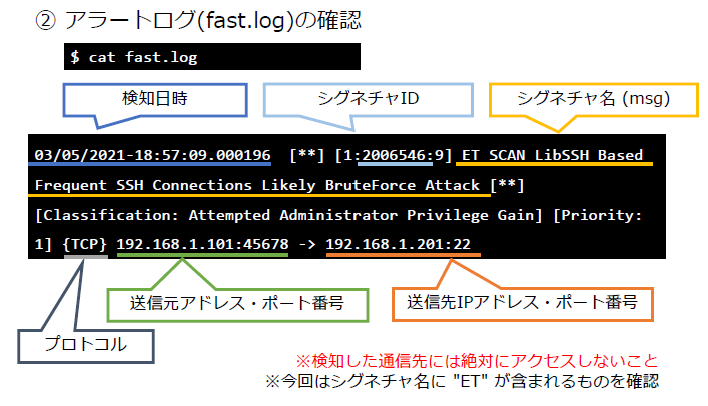 ② アラートログ(fast.log)の確認
$ cat fast.log
検知日時
シグネチャID
シグネチャ名 (msg)
03/05/2021-18:57:09.000196 [**] [1:2006546:9] ET SCAN LibSSH Based
Frequent SSH Connections Likely BruteForce Attack [**]
[Classification: Attempted Administrator Privilege Gain] [Priority:
1] {TCP} 192.168.1.101:45678 -> 192.168.1.201:22
送信元アドレス・ポート番号
送信先IPアドレス・ポート番号
プロトコル
※検知した通信先には絶対にアクセスしないこと
※今回はシグネチャ名に "ET" が含まれるものを確認